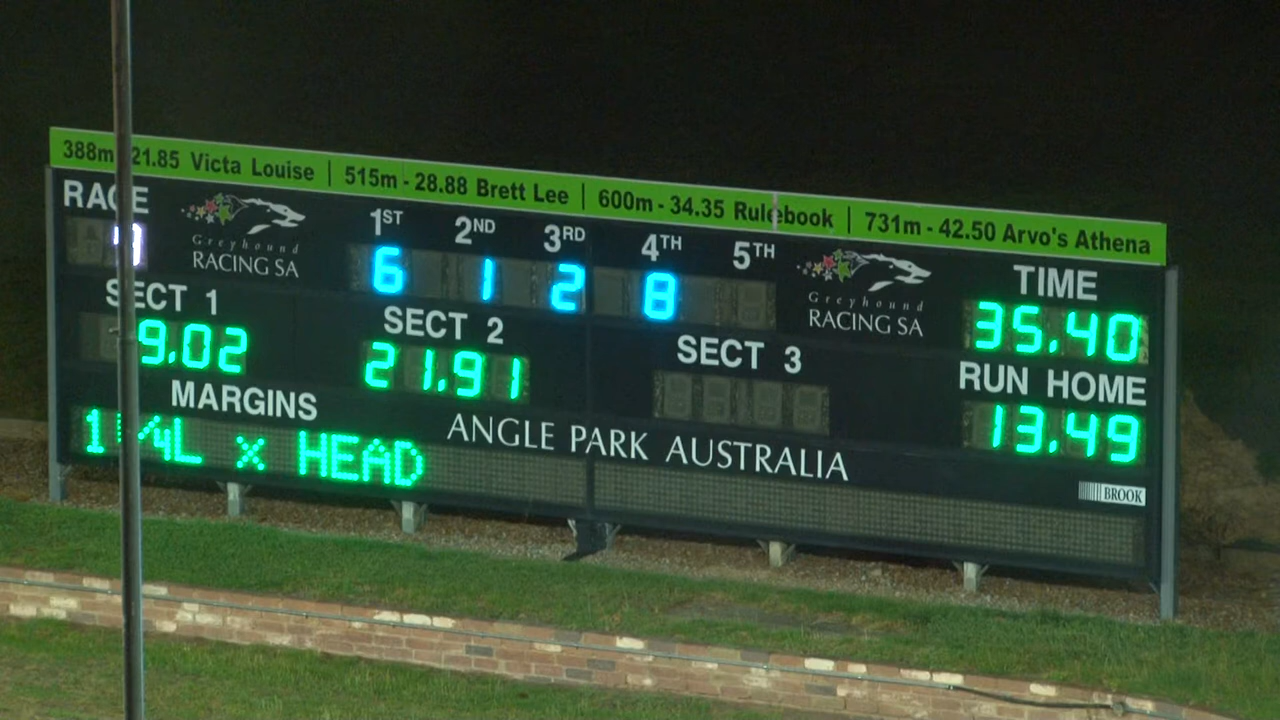 388m 21.85 Victa Louise | 515m - 28.88 Brett Lee | 600m - 34.35 Rulebook | 731m - 42.50 Arvo's Athena
RACE
Greyhound
RACING SA
1ST 2ND 3RD 4TH 5TH
6 1 2 8
Greyhound
RACING SA
TIME
35.40
SECT 1
9.02
SECT 2
21.91
SECT 3
RUN HOME
13.49
MARGINS
1 ¼L x HEAD
ANGLE PARK AUSTRALIA
BROOK